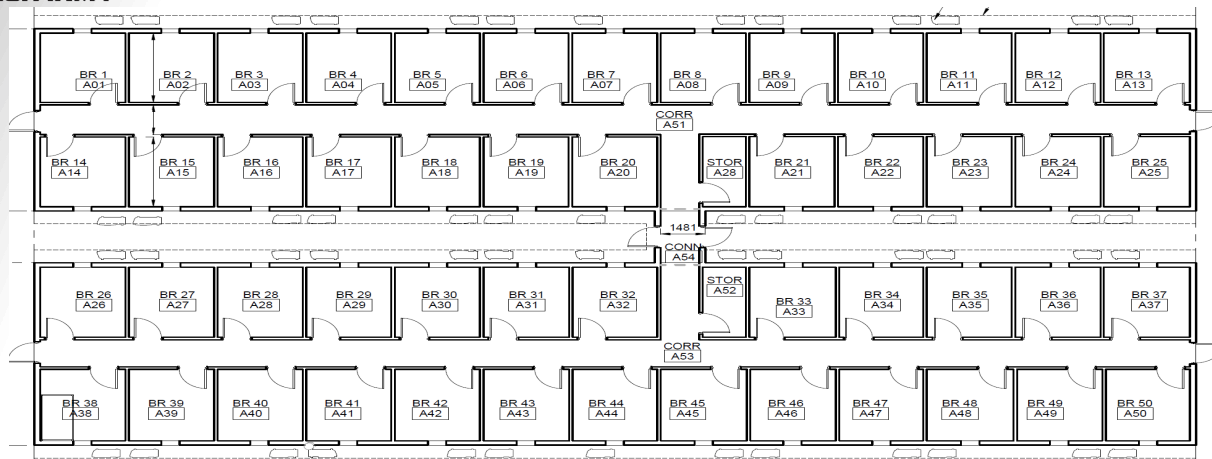 BR 1 BR 2 BR 3 BR 4 BR 5 BR 6 BR 7 BR 8 BR 9 BR 10 BR 11 BR 12 BR 13
A01 A02 A03 A04 A05 A06 A07 A08 A09 A10 A11 A12 A13
CORR
A51
BR 14 BR 15 BR 16 BR 17 BR 18 BR 19 BR 20 STOR BR 21 BR 22 BR 23 BR 24 BR 25
A14 A15 A16 A17 A18 A19 A20 A28 A21 A22 A23 A24 A25
1481
CONN
A54
BR 26 BR 27 BR 28 BR 29 BR 30 BR 31 BR 32 STOR BR 33 BR 34 BR 35 BR 36 BR 37
A26 A27 A28 A29 A30 A31 A32 A52 A33 A34 A35 A36 A37
CORR
A53
BR 38 BR 39 BR 40 BR 41 BR 42 BR 43 BR 44 BR 45 BR 46 BR 47 BR 48 BR 49 BR 50
A38 A39 A40 A41 A42 A43 A44 A45 A46 A47 A48 A49 A50